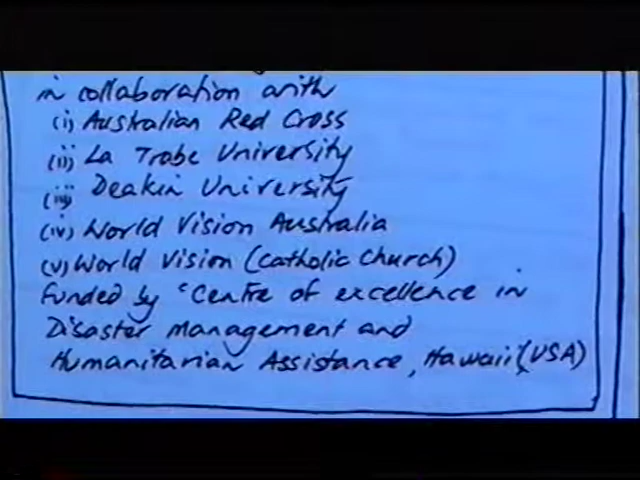 in collaboration with
(i) Australian Red Cross
(ii) La Trobe University
(iii) Deakin University
(iv) World Vision Australia
(v) World Vision (Catholic Church)
funded by "Centre of excellence in
Disaster management and
Humanitarian Assistance, Hawaii (USA)